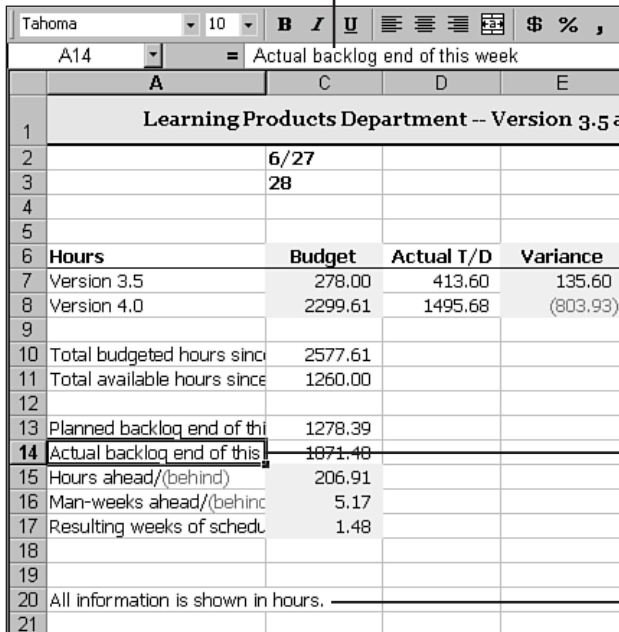 Tahoma 10 B I U $ % ,
A14 = Actual backlog end of this week
A C D E
1 Learning Products Department -- Version 3.5 a
2 6/27
3 28
4
5
6 Hours Budget Actual T/D Variance
7 Version 3.5 278.00 413.60 135.60
8 Version 4.0 2299.61 1495.68 (803.93)
9
10 Total budgeted hours sinc
11 Total available hours since 1260.00
12
13 Planned backlog end of thi 1278.39
14 Actual backlog end of this 1071.48
15 Hours ahead/(behind) 206.91
16 Man-weeks ahead/(behind 5.17
17 Resulting weeks of schedu 1.48
18
19
20 All information is shown in hours.
21